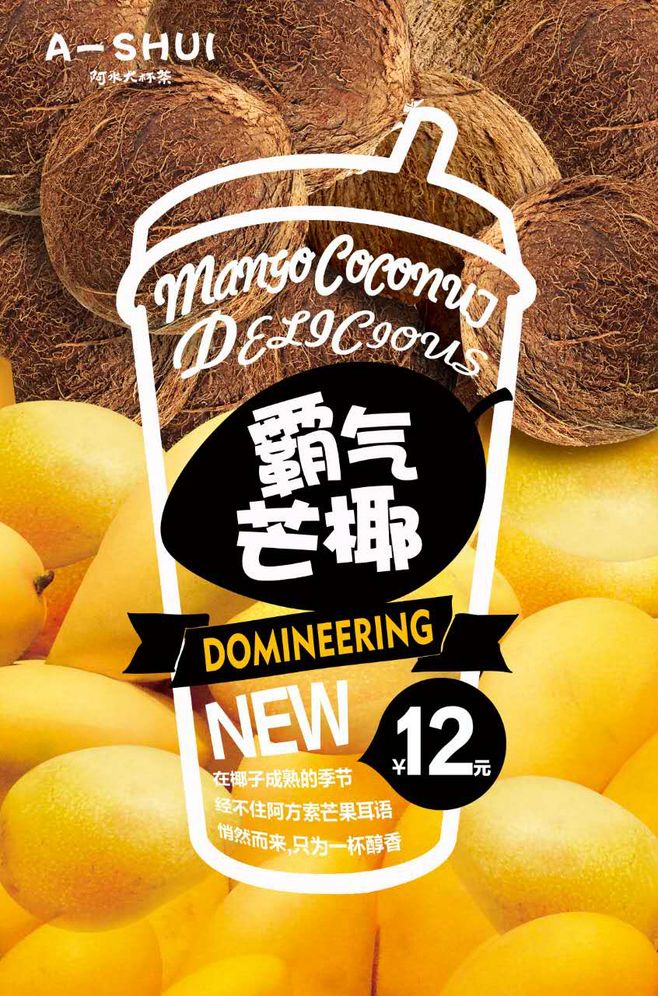 A-SHUI
阿水大杯茶
Mango Coconut
DELICIOUS
霸气
芒椰
DOMINEERING
NEW
¥12元
在椰子成熟的季节
经不住阿方索芒果耳语
悄然而来,只为一杯醇香